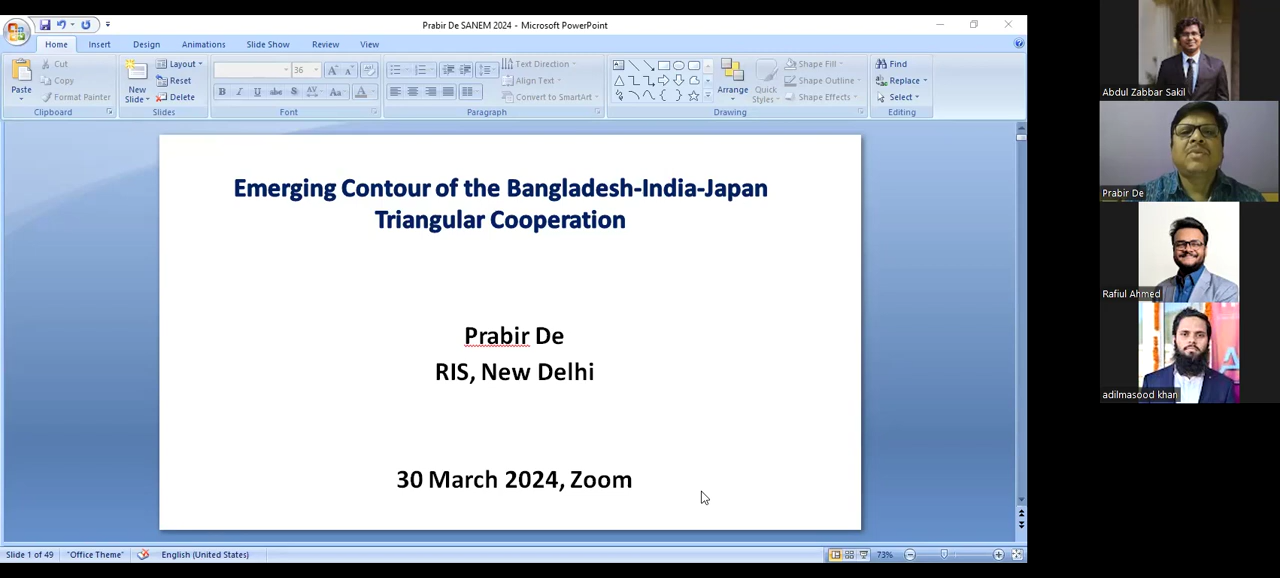 Prabir De SANEM 2024 - Microsoft PowerPoint
Home Insert Design Animations Slide Show Review View
Cut
Copy
Format Painter
Paste
Clipboard
New
Slide
Layout
Reset
Delete
Slides
36
Font
Text Direction
Align Text
Convert to SmartArt
Paragraph
Arrange
Quick
Styles
Shape Fill
Shape Outline
Shape Effects
Drawing
Find
Replace
Select
Editing
Emerging Contour of the Bangladesh-India-Japan
Triangular Cooperation
Prabir De
RIS, New Delhi
30 March 2024, Zoom
Slide 1 of 49 "Office Theme" English (United States) 73%
Abdul Zabbar Sakil
Prabir De
Rafiul Ahmed
adilmasood khan